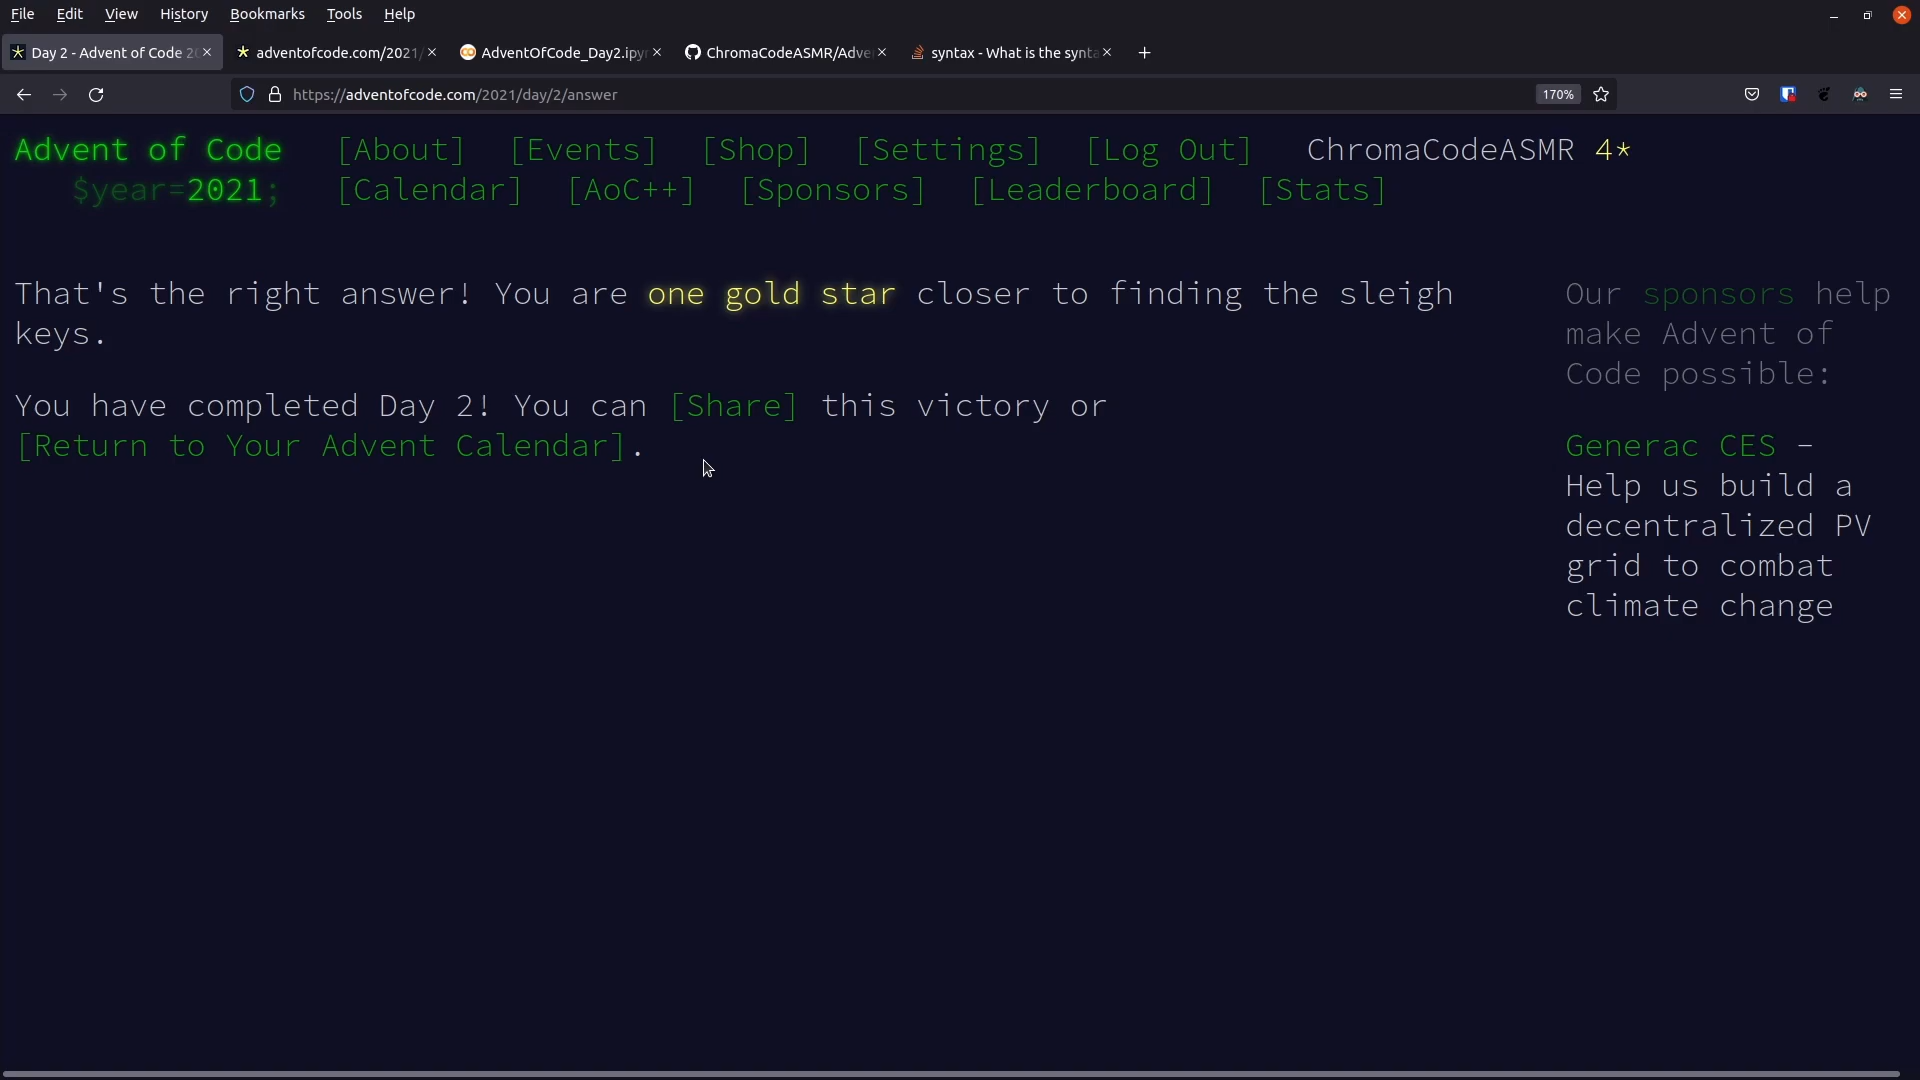 File Edit View History Bookmarks Tools Help
Day 2 - Advent of Code 20 adventofcode.com/2021/ AdventOfCode_Day2.ipyn ChromaCodeASMR/Adve syntax - What is the synta
https://adventofcode.com/2021/day/2/answer 170%
Advent of Code [About] [Events] [Shop] [Settings] [Log Out] ChromaCodeASMR 4*
$year=2021; [Calendar] [AoC++] [Sponsors] [Leaderboard] [Stats]
That's the right answer! You are one gold star closer to finding the sleigh
keys.
You have completed Day 2! You can [Share] this victory or
[Return to Your Advent Calendar].
Our sponsors help
make Advent of
Code possible:
Generac CES -
Help us build a
decentralized PV
grid to combat
climate change